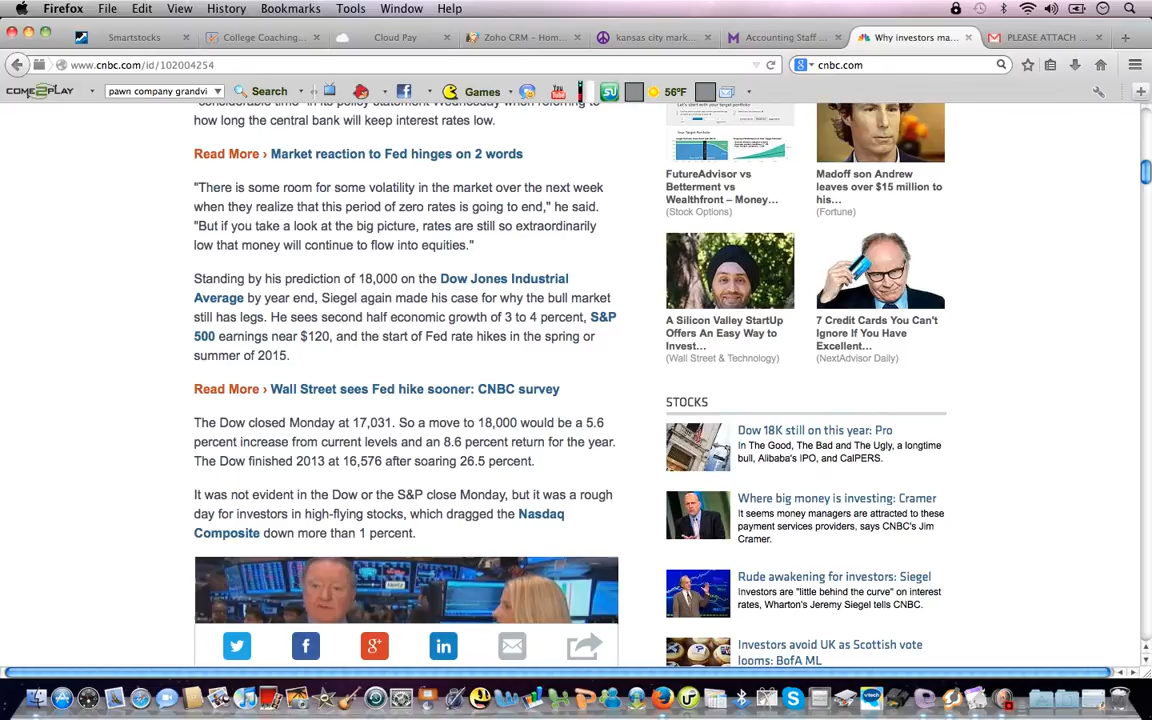 Firefox File Edit View History Bookmarks Tools Window Help
Smartstocks
College Coaching...
Cloud Pay
Zoho CRM – Hom...
kansas city mark...
Accounting Staff ...
Why investors ma...
PLEASE ATTACH ...
www.cnbc.com/id/102004254
cnbc.com
COME2PLAY
pawn company grandvi
Search
Games
You Tube
56°F
"considerable time" in its policy statement Wednesday when referring to
how long the central bank will keep interest rates low.
Read More › Market reaction to Fed hinges on 2 words
"There is some room for some volatility in the market over the next week
when they realize that this period of zero rates is going to end," he said.
"But if you take a look at the big picture, rates are still so extraordinarily
low that money will continue to flow into equities."
Standing by his prediction of 18,000 on the Dow Jones Industrial
Average by year end, Siegel again made his case for why the bull market
still has legs. He sees second half economic growth of 3 to 4 percent, S&P
500 earnings near $120, and the start of Fed rate hikes in the spring or
summer of 2015.
Read More › Wall Street sees Fed hike sooner: CNBC survey
The Dow closed Monday at 17,031. So a move to 18,000 would be a 5.6
percent increase from current levels and an 8.6 percent return for the year.
The Dow finished 2013 at 16,576 after soaring 26.5 percent.
It was not evident in the Dow or the S&P close Monday, but it was a rough
day for investors in high-flying stocks, which dragged the Nasdaq
Composite down more than 1 percent.
FutureAdvisor vs
Betterment vs
Wealthfront – Money...
(Stock Options)
Madoff son Andrew
leaves over $15 million to
his...
(Fortune)
A Silicon Valley StartUp
Offers An Easy Way to
Invest...
(Wall Street & Technology)
7 Credit Cards You Can't
Ignore If You Have
Excellent...
(NextAdvisor Daily)
STOCKS
Dow 18K still on this year: Pro
In The Good, The Bad and The Ugly, a longtime
bull, Alibaba's IPO, and CalPERS.
Where big money is investing: Cramer
It seems money managers are attracted to these
payment services providers, says CNBC's Jim
Cramer.
Rude awakening for investors: Siegel
Investors are "little behind the curve" on interest
rates, Wharton's Jeremy Siegel tells CNBC.
Investors avoid UK as Scottish vote
looms: BofA ML